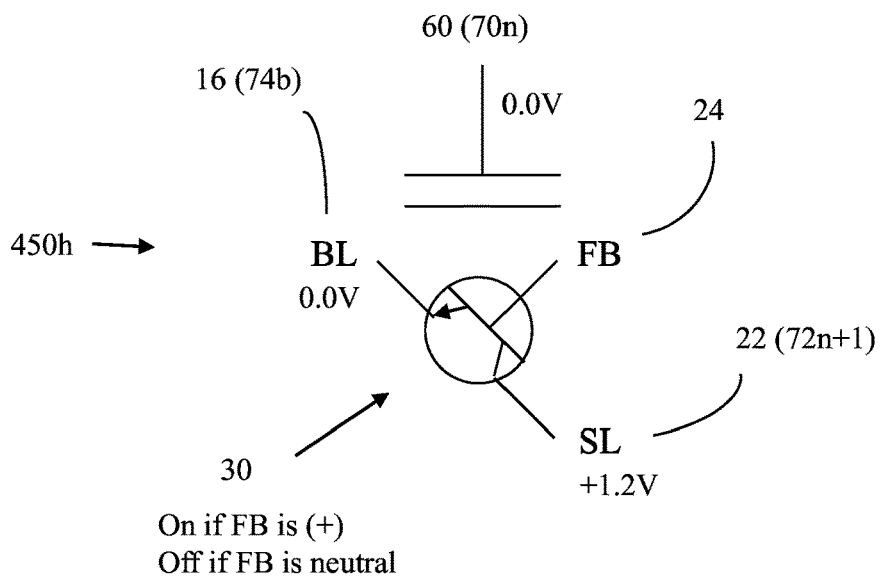 60 (70n)
16 (74b)
0.0V
24
450h
BL
FB
0.0V
22 (72n+1)
SL
+1.2V
30
On if FB is (+)
Off if FB is neutral